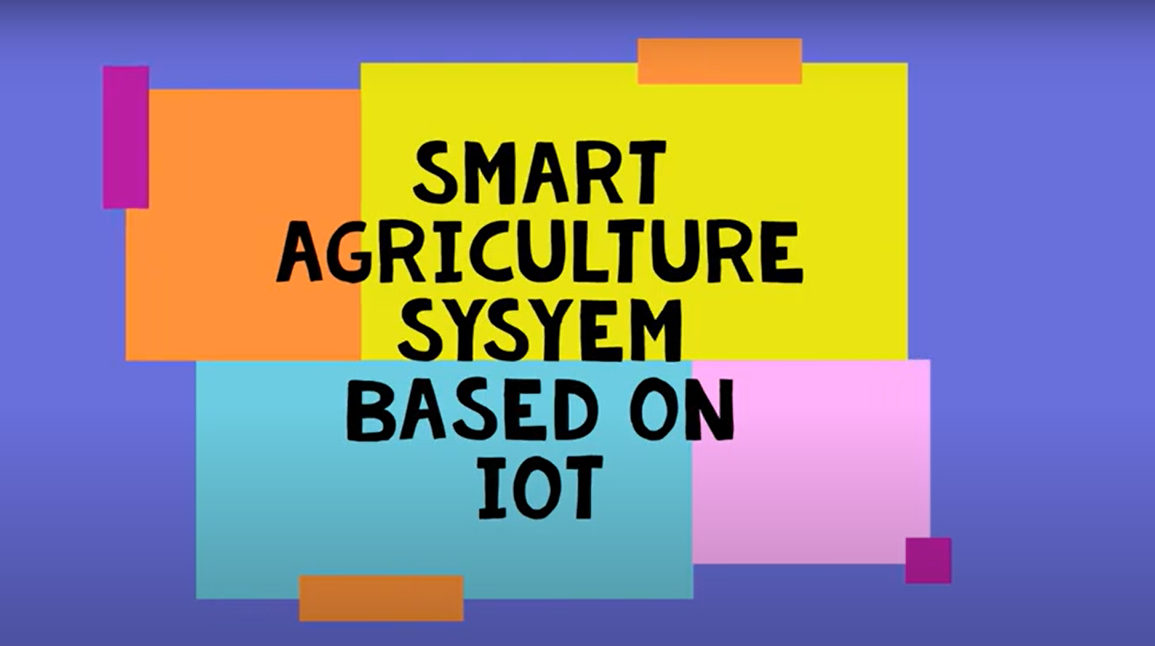 SMART
AGRICULTURE
SYSYEM
BASED ON
IOT